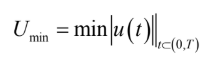 U_min = min|u(t)‖_{t⊂(0,T)}